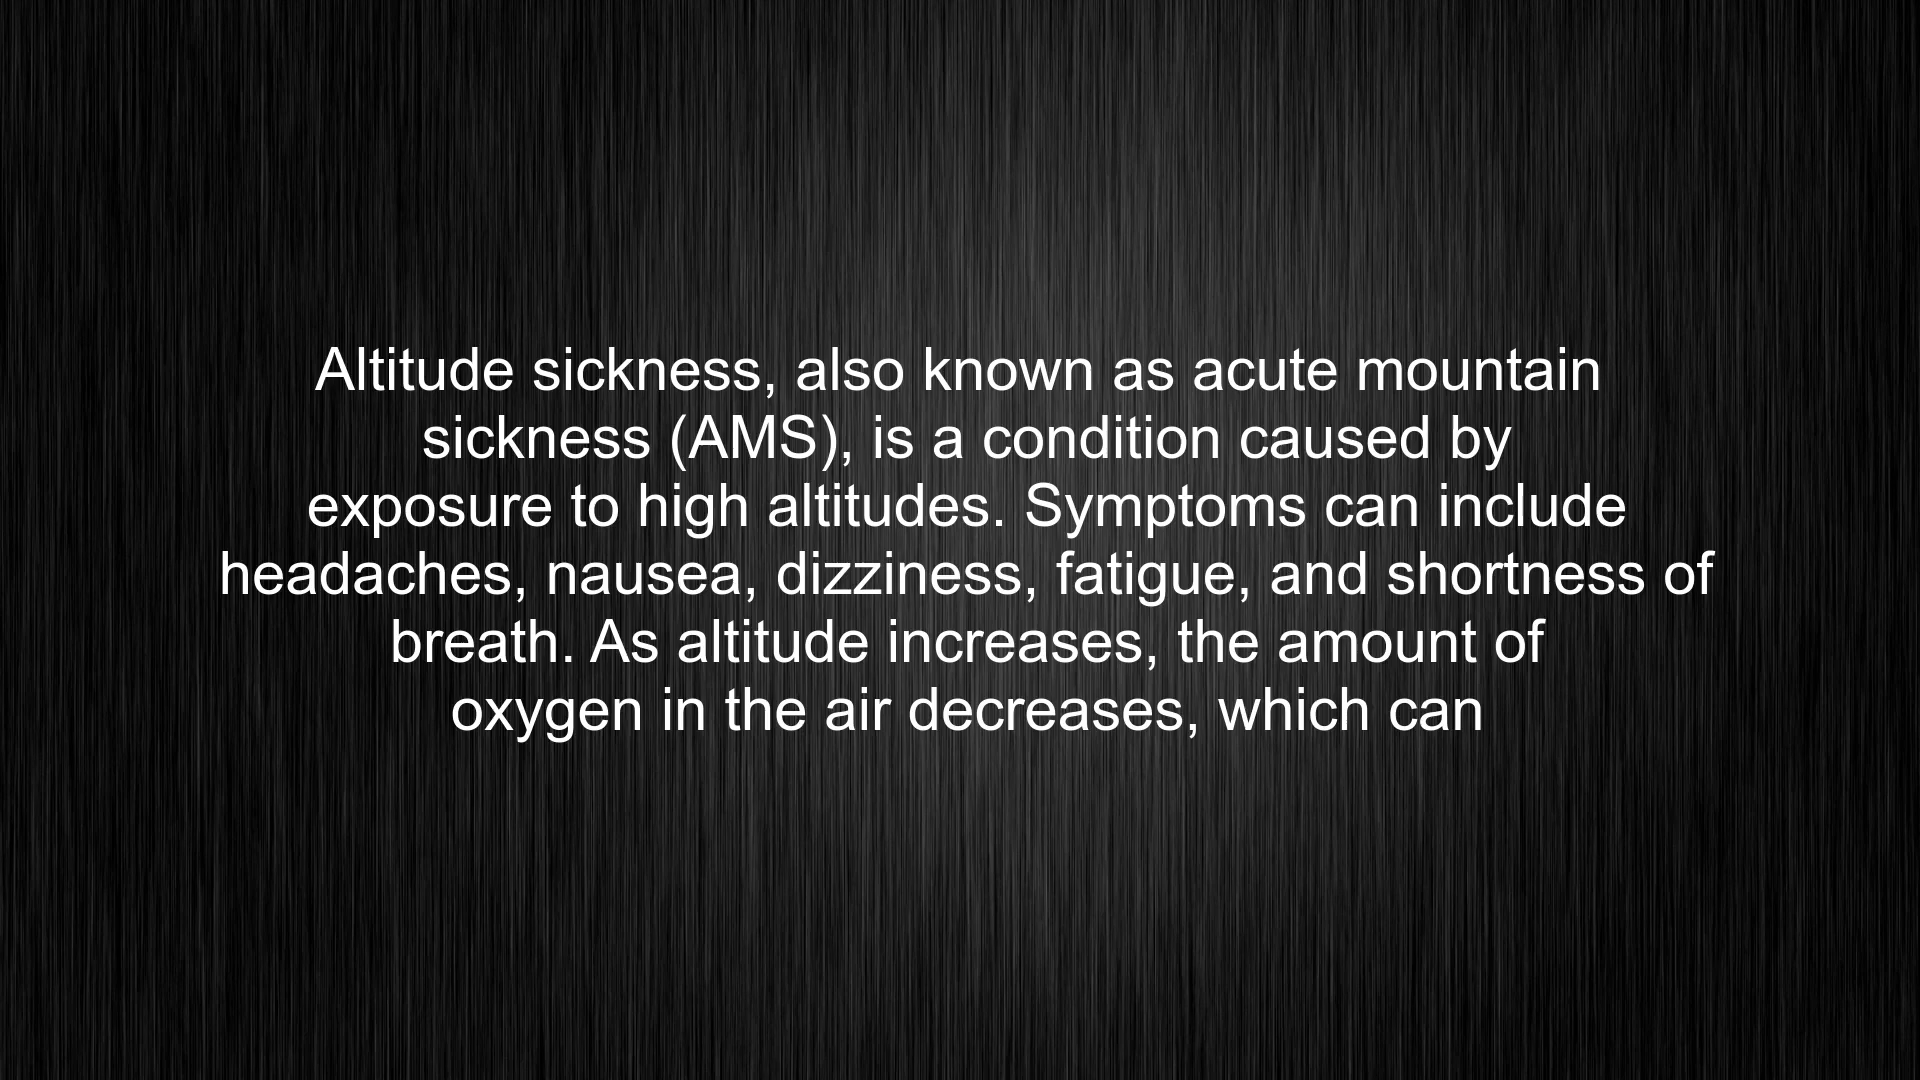 Altitude sickness, also known as acute mountain
sickness (AMS), is a condition caused by
exposure to high altitudes. Symptoms can include
headaches, nausea, dizziness, fatigue, and shortness of
breath. As altitude increases, the amount of
oxygen in the air decreases, which can